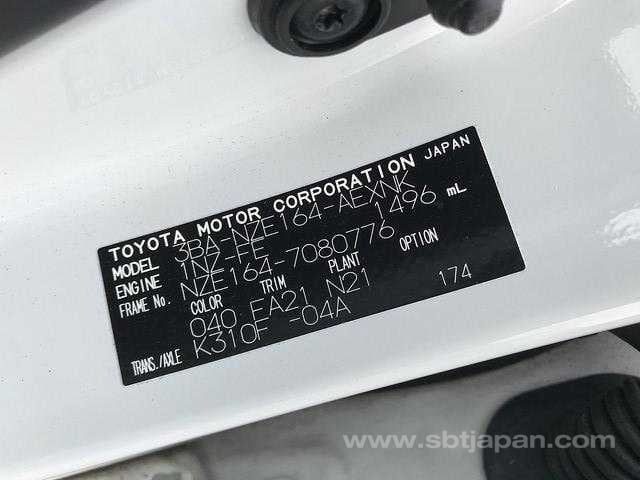 TOYOTA MOTOR CORPORATION JAPAN
MODEL 3BA-NZE164-AEXNK
ENGINE 1NZ-FE 1496 mL
FRAME No. NZE164-7080776
COLOR TRIM PLANT OPTION
040 EA21 N21 174
TRANS./AXLE K310F -04A
www.sbtjapan.com